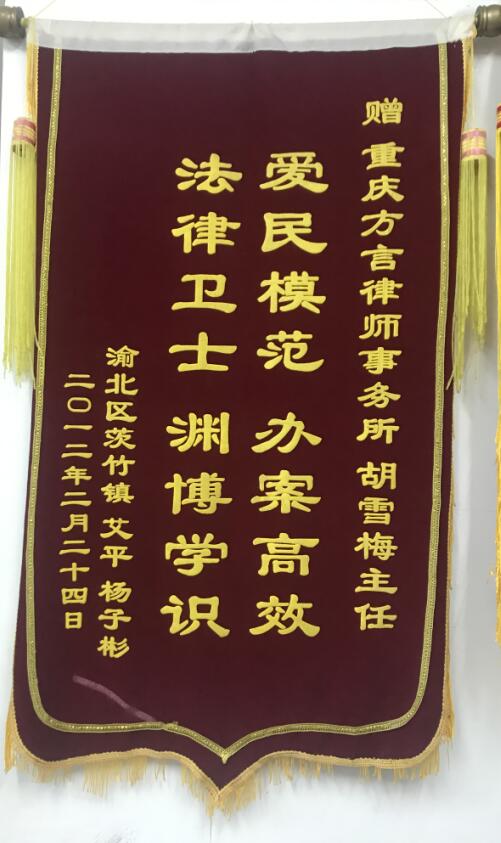 赠 重庆方言律师事务所 胡雪梅主任
爱民模范 办案高效
法律卫士 渊博学识
渝北区茨竹镇 艾平 杨子彬
二〇一二年二月二十四日